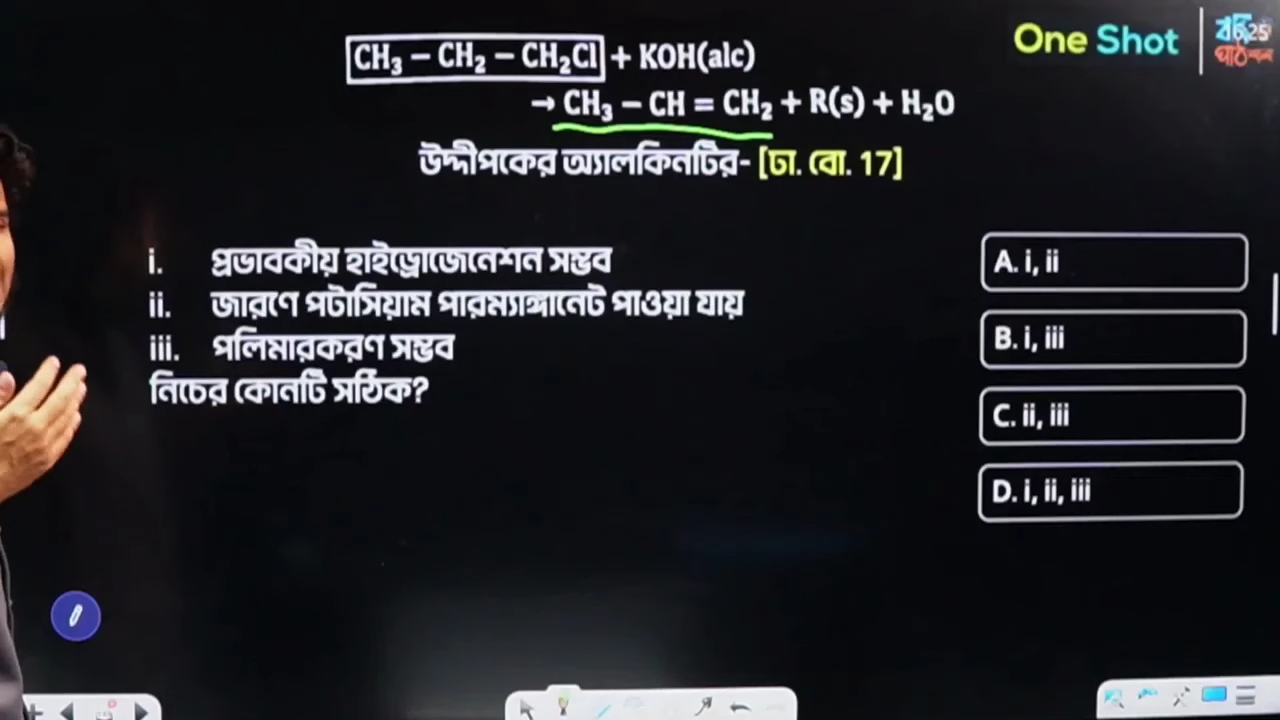 CH₃ – CH₂ – CH₂Cl + KOH(alc)
→ CH₃ – CH = CH₂ + R(s) + H₂O
One Shot
উদ্দীপকের অ্যালকিনটির- [ঢা. বো. 17]
i. প্রভাবকীয় হাইড্রোজেনেশন সম্ভব
ii. জারণে পটাসিয়াম পারম্যাঙ্গানেট পাওয়া যায়
iii. পলিমারকরণ সম্ভব
নিচের কোনটি সঠিক?
A. i, ii
B. i, iii
C. ii, iii
D. i, ii, iii